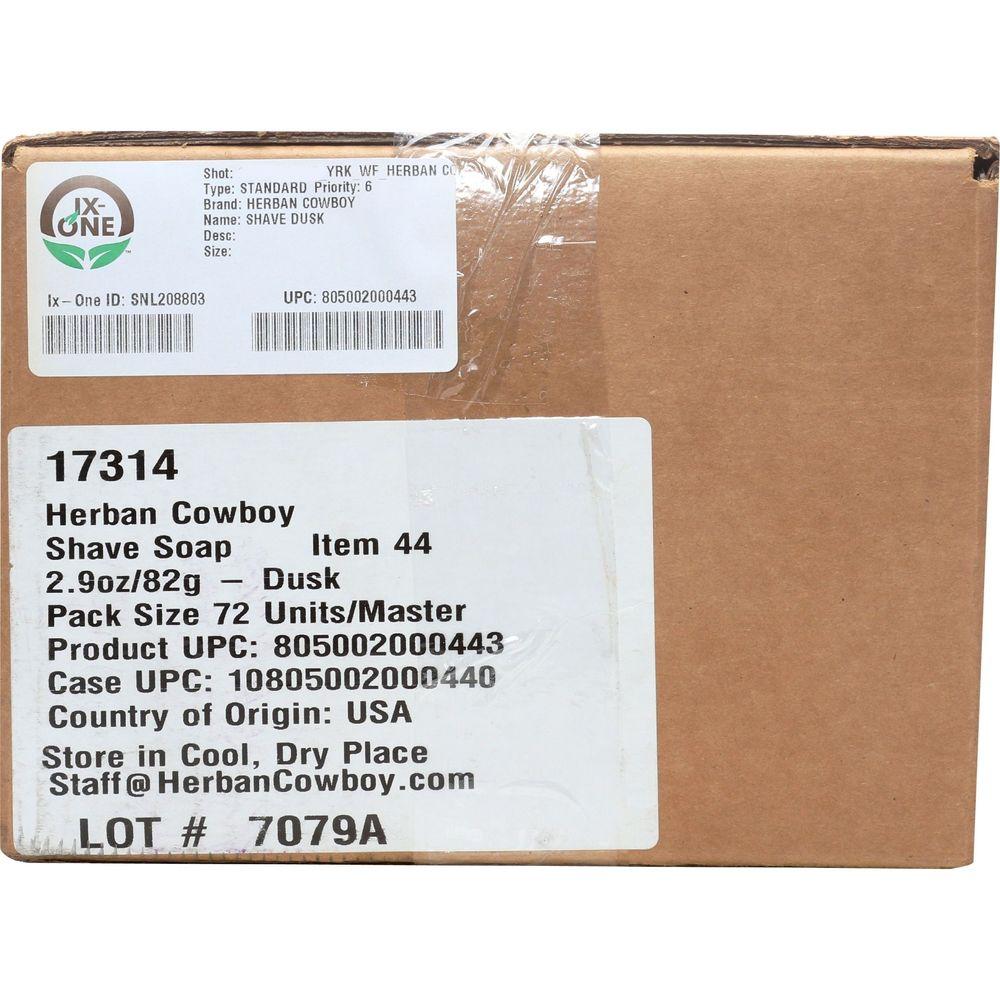 IX-ONE
Shot: YRK_WF_HERBAN CO
Type: STANDARD Priority: 6
Brand: HERBAN COWBOY
Name: SHAVE DUSK
Desc:
Size:
Ix-One ID: SNL208803 UPC: 805002000443
17314
Herban Cowboy
Shave Soap Item 44
2.9oz/82g – Dusk
Pack Size 72 Units/Master
Product UPC: 805002000443
Case UPC: 10805002000440
Country of Origin: USA
Store in Cool, Dry Place
Staff@HerbanCowboy.com
LOT # 7079A